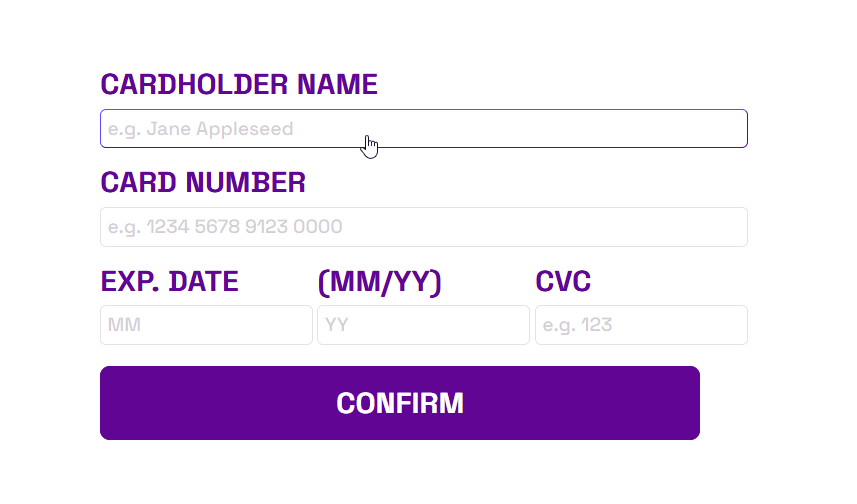 CARDHOLDER NAME
e.g. Jane Appleseed
CARD NUMBER
e.g. 1234 5678 9123 0000
EXP. DATE (MM/YY) CVC
MM YY e.g. 123
CONFIRM